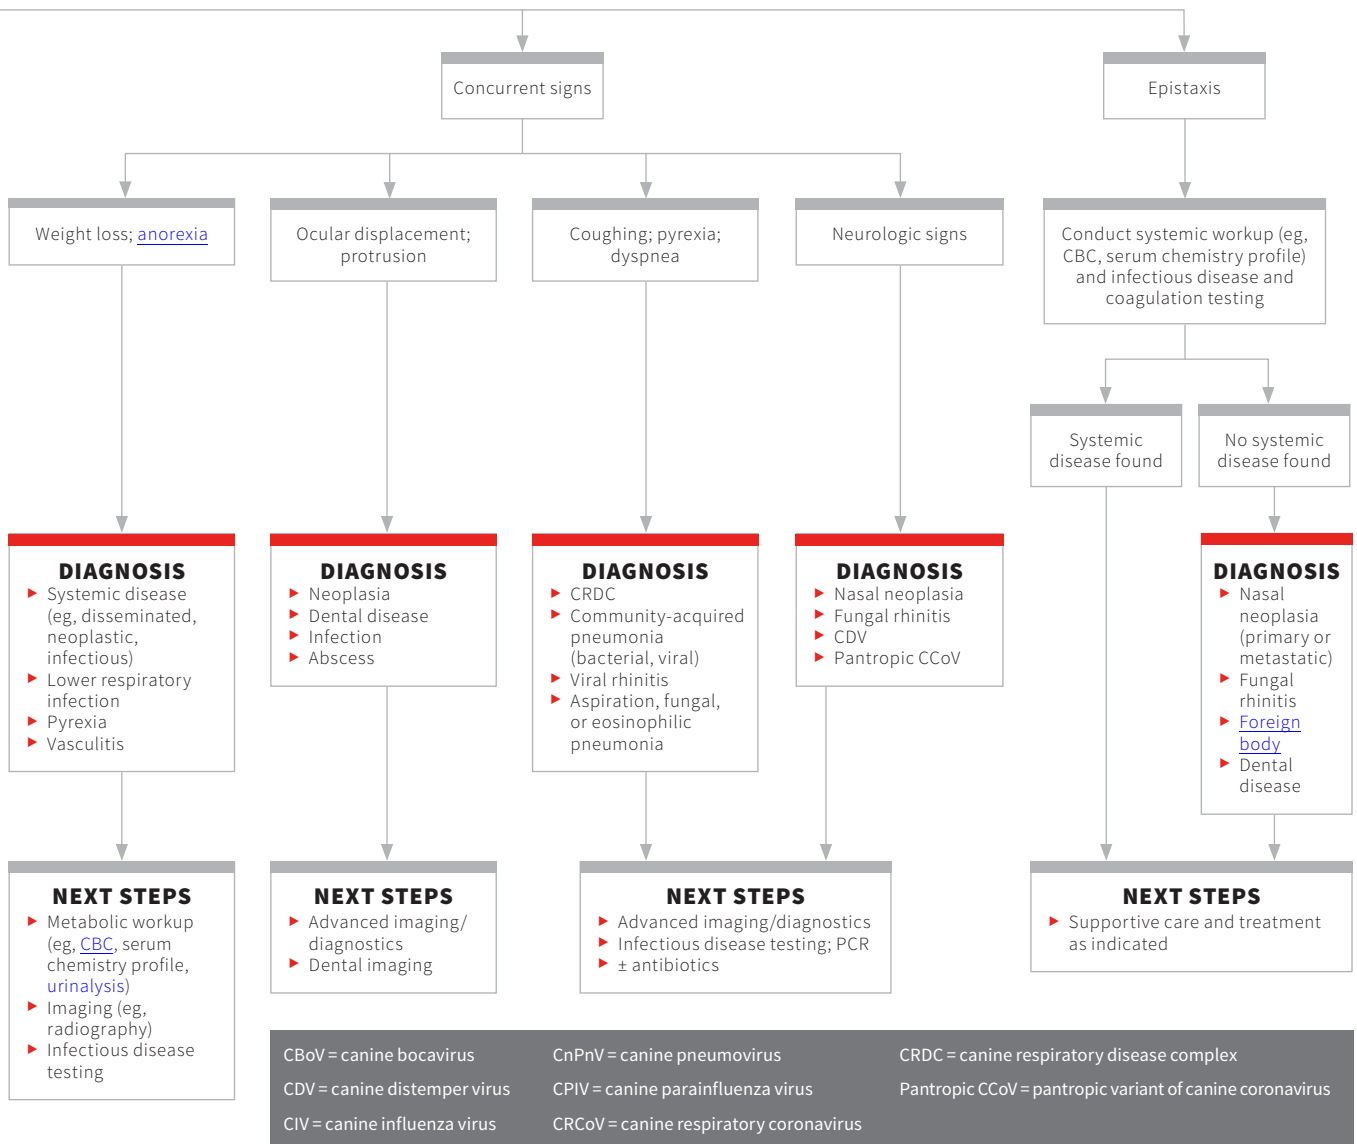 Concurrent signs
Epistaxis
Weight loss; anorexia
Ocular displacement;
protrusion
Coughing; pyrexia;
dyspnea
Neurologic signs
Conduct systemic workup (eg,
CBC, serum chemistry profile)
and infectious disease and
coagulation testing
Systemic
disease found
No systemic
disease found
DIAGNOSIS
Systemic disease
(eg, disseminated,
neoplastic,
infectious)
Lower respiratory
infection
Pyrexia
Vasculitis
DIAGNOSIS
Neoplasia
Dental disease
Infection
Abscess
DIAGNOSIS
CRDC
Community-acquired
pneumonia
(bacterial, viral)
Viral rhinitis
Aspiration, fungal,
or eosinophilic
pneumonia
DIAGNOSIS
Nasal neoplasia
Fungal rhinitis
CDV
Pantropic CCoV
DIAGNOSIS
Nasal
neoplasia
(primary or
metastatic)
Fungal
rhinitis
Foreign
body
Dental
disease
NEXT STEPS
Metabolic workup
(eg, CBC, serum
chemistry profile,
urinalysis)
Imaging (eg,
radiography)
Infectious disease
testing
NEXT STEPS
Advanced imaging/
diagnostics
Dental imaging
NEXT STEPS
Advanced imaging/diagnostics
Infectious disease testing; PCR
± antibiotics
NEXT STEPS
Supportive care and treatment
as indicated
CBoV = canine bocavirus
CDV = canine distemper virus
CIV = canine influenza virus
CnPnV = canine pneumovirus
CPIV = canine parainfluenza virus
CRCoV = canine respiratory coronavirus
CRDC = canine respiratory disease complex
Pantropic CCoV = pantropic variant of canine coronavirus